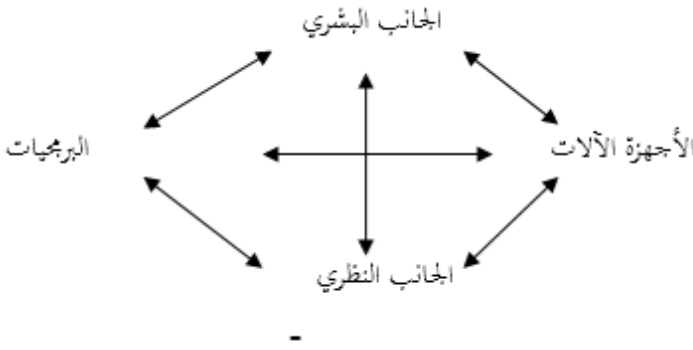 الجانب البشري
الأجهزة الآلات
البرمجيات
الجانب النظري
-